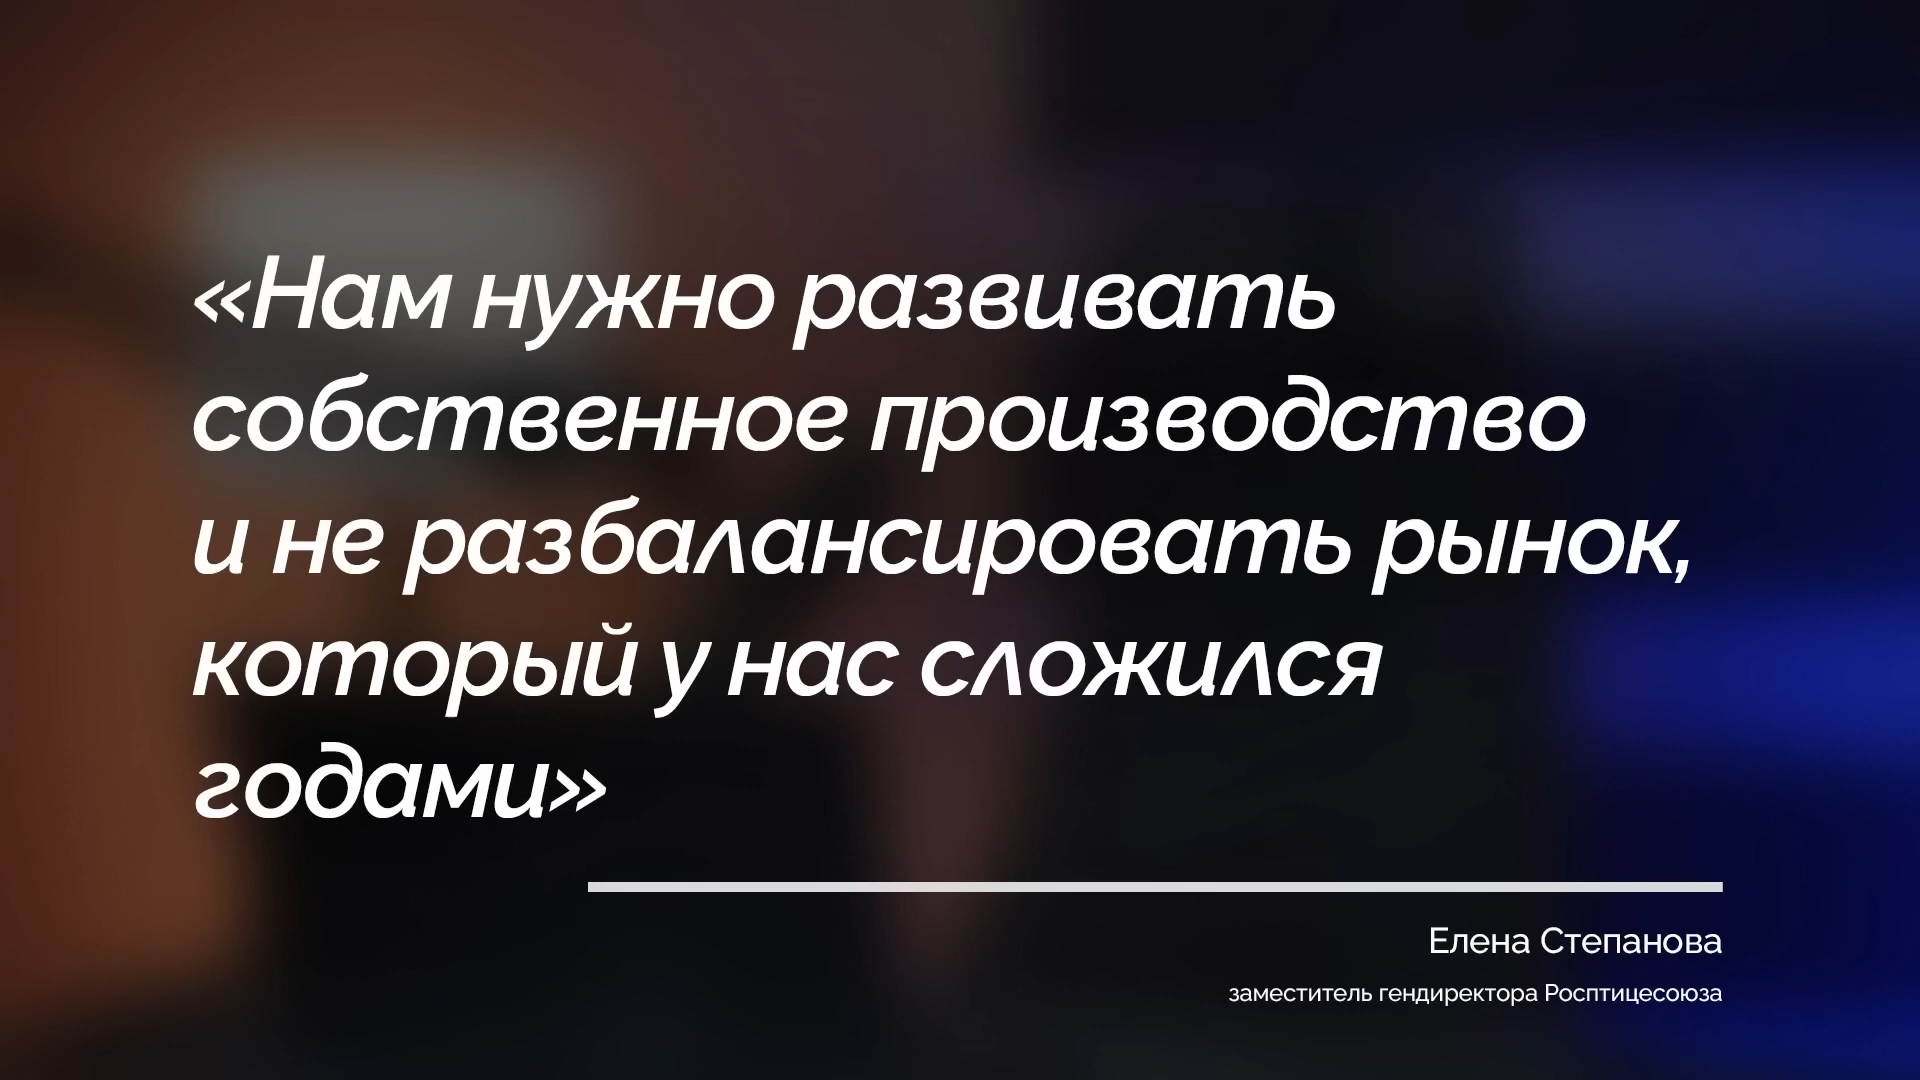 «Нам нужно развивать
собственное производство
и не разбалансировать рынок,
который у нас сложился
годами»
Елена Степанова
заместитель гендиректора Росптицесоюза